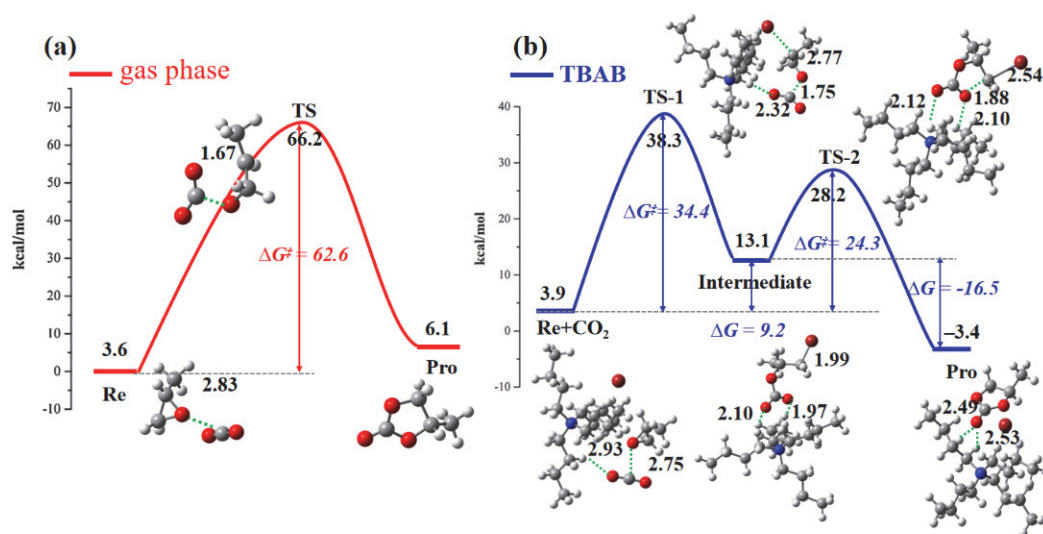 (a)
gas phase
kcal/mol
70
60
50
40
30
20
10
0
-10
TS
66.2
1.67
ΔG‡ = 62.6
3.6
Re
2.83
6.1
Pro
(b)
TBAB
kcal/mol
40
30
20
10
0
-10
TS-1
38.3
2.77
1.75
2.32
ΔG‡= 34.4
TS-2
28.2
2.54
2.12
1.88
2.10
ΔG‡= 24.3
13.1
Intermediate
3.9
Re+CO2
ΔG = 9.2
ΔG = -16.5
–3.4
Pro
2.93
2.75
1.99
2.10
1.97
2.49
2.53